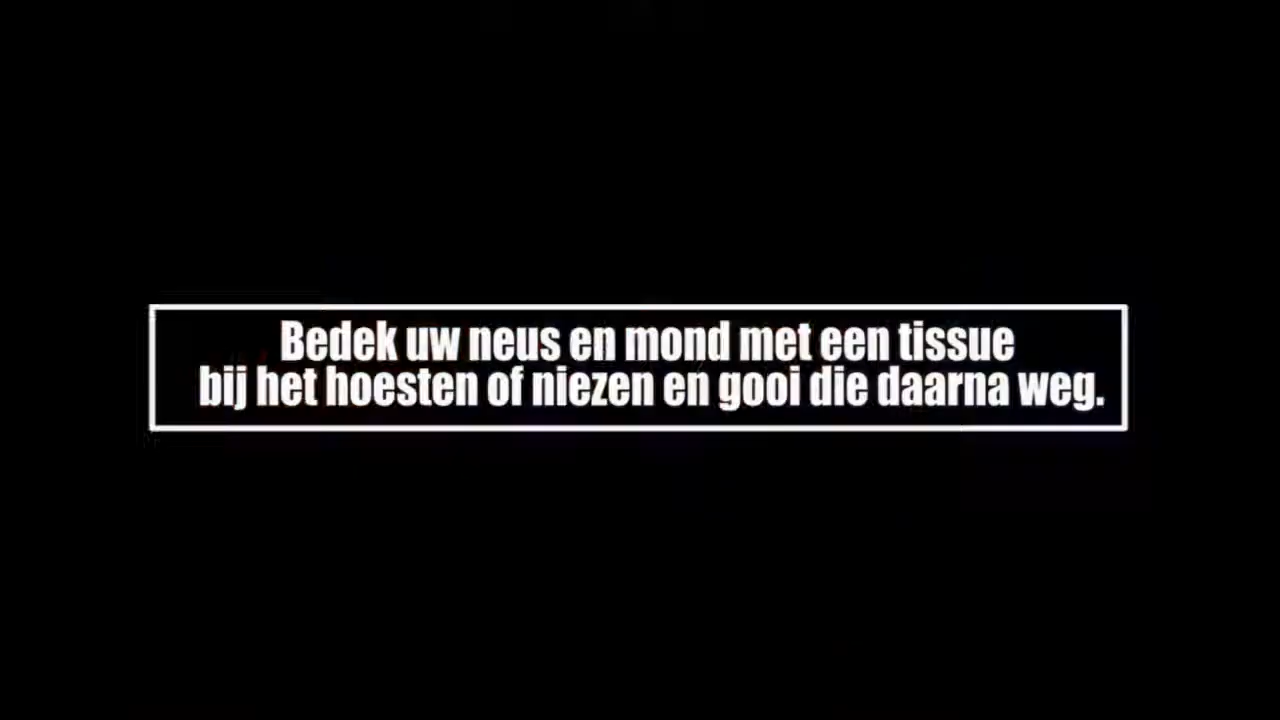 Bedek uw neus en mond met een tissue
bij het hoesten of niezen en gooi die daarna weg.